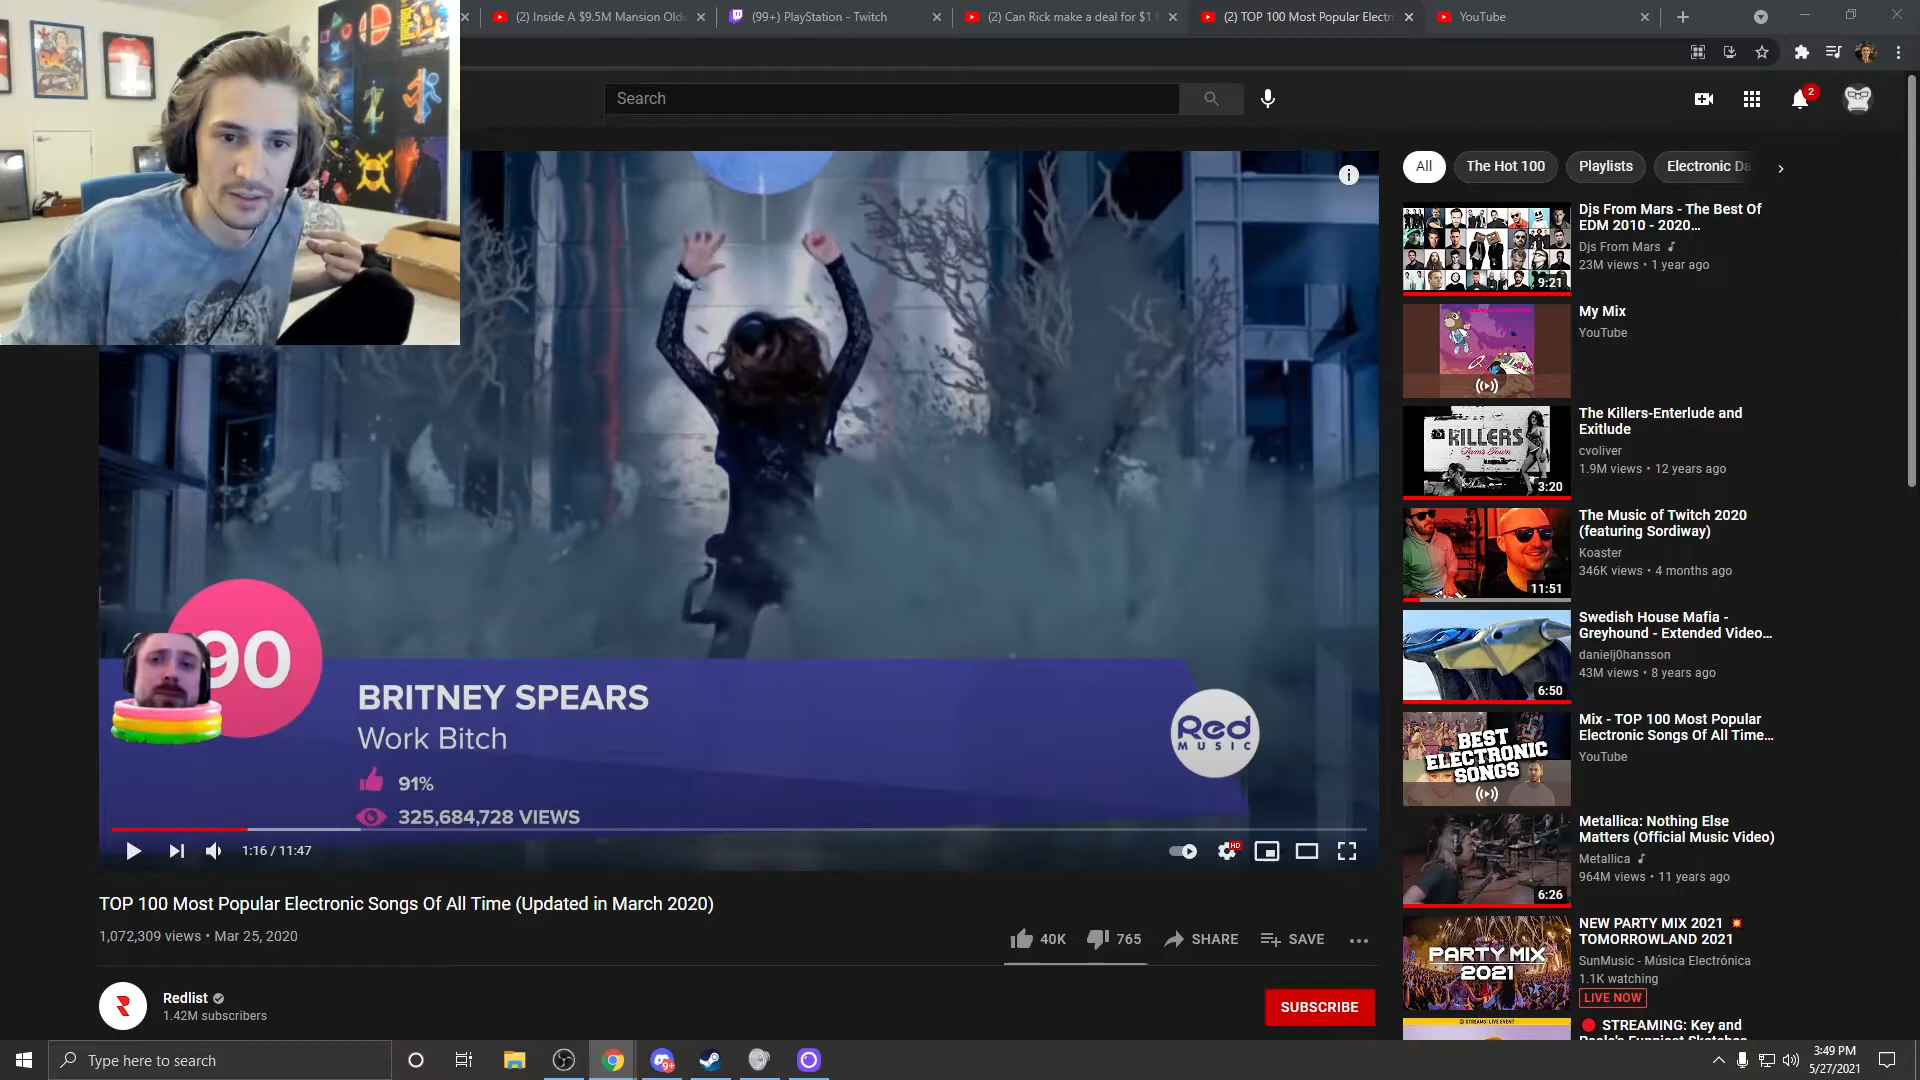 (2) Inside A $9.5M Mansion Olde
(99+) PlayStation - Twitch
(2) Can Rick make a deal for $1
(2) TOP 100 Most Popular Electr
YouTube
Search
2
All
The Hot 100
Playlists
Electronic Da
Djs From Mars - The Best Of
EDM 2010 - 2020...
Djs From Mars
23M views • 1 year ago
9:21
My Mix
YouTube
The Killers-Enterlude and
Exitlude
cvoliver
1.9M views • 12 years ago
KILLERS
Sam's Town
3:20
The Music of Twitch 2020
(featuring Sordiway)
Koaster
346K views • 4 months ago
11:51
Swedish House Mafia -
Greyhound - Extended Video...
danielj0hansson
43M views • 8 years ago
6:50
Mix - TOP 100 Most Popular
Electronic Songs Of All Time...
YouTube
BEST
ELECTRONIC
SONGS
Metallica: Nothing Else
Matters (Official Music Video)
Metallica
964M views • 11 years ago
6:26
NEW PARTY MIX 2021
TOMORROWLAND 2021
SunMusic - Música Electrónica
1.1K watching
LIVE NOW
PARTY MIX
2021
STREAMING: Key and
90
BRITNEY SPEARS
Work Bitch
91%
325,684,728 VIEWS
Red
MUSIC
1:16 / 11:47
HD
TOP 100 Most Popular Electronic Songs Of All Time (Updated in March 2020)
1,072,309 views • Mar 25, 2020
40K
765
SHARE
SAVE
Redlist
1.42M subscribers
SUBSCRIBE
Type here to search
9+
3:49 PM
5/27/2021